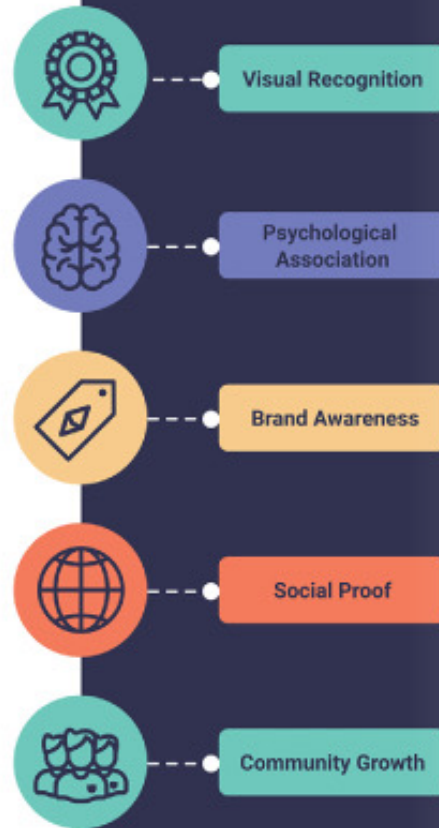 Visual Recognition
Psychological
Association
Brand Awareness
Social Proof
Community Growth